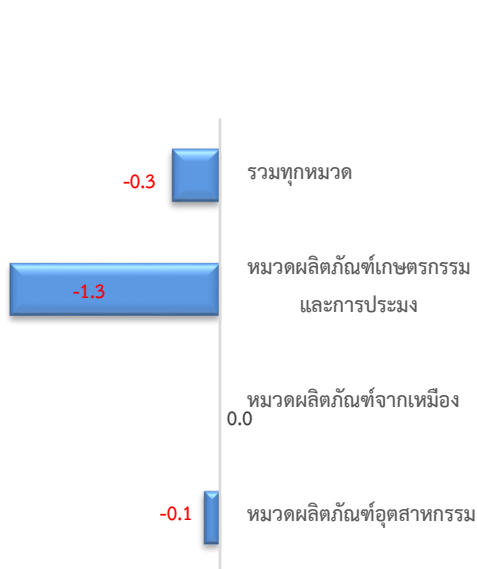 -0.3 รวมทุกหมวด
หมวดผลิตภัณฑ์เกษตรกรรม
-1.3 และการประมง
หมวดผลิตภัณฑ์จากเหมือง
0.0
-0.1 หมวดผลิตภัณฑ์อุตสาหกรรม